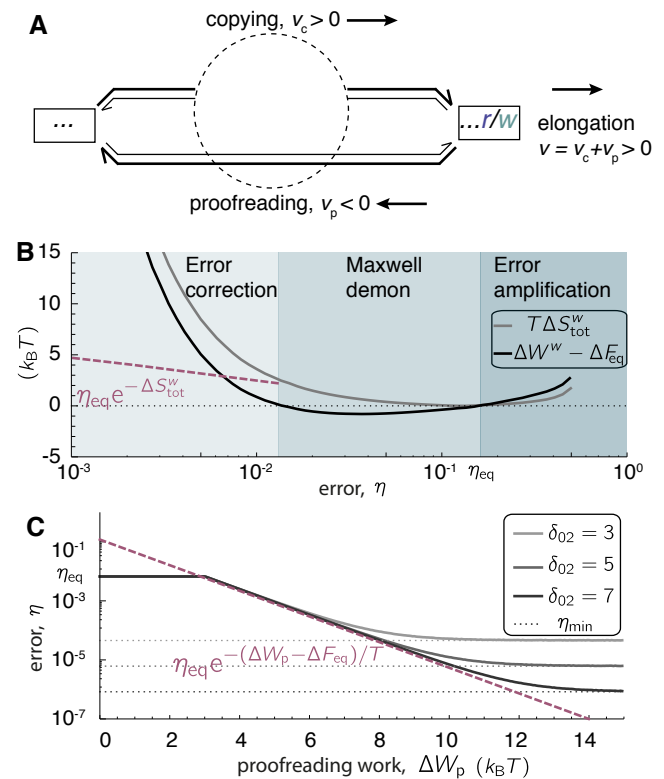 A
copying, v_c > 0
...
...r/w
elongation
v = v_c + v_p > 0
proofreading, v_p < 0
B
(k_B T)
15
10
5
0
-5
Error
correction
Maxwell
demon
Error
amplification
TΔS^w_tot
ΔW^w − ΔF_eq
η_eq e^{−ΔS^w_tot}
10^-3
10^-2
10^-1
η_eq
10^0
error, η
C
error, η
10^-1
η_eq
10^-3
10^-5
10^-7
δ_02 = 3
δ_02 = 5
δ_02 = 7
η_min
η_eq e^{−(ΔW_p−ΔF_eq)/T}
0 2 4 6 8 10 12 14
proofreading work, ΔW_p (k_B T)